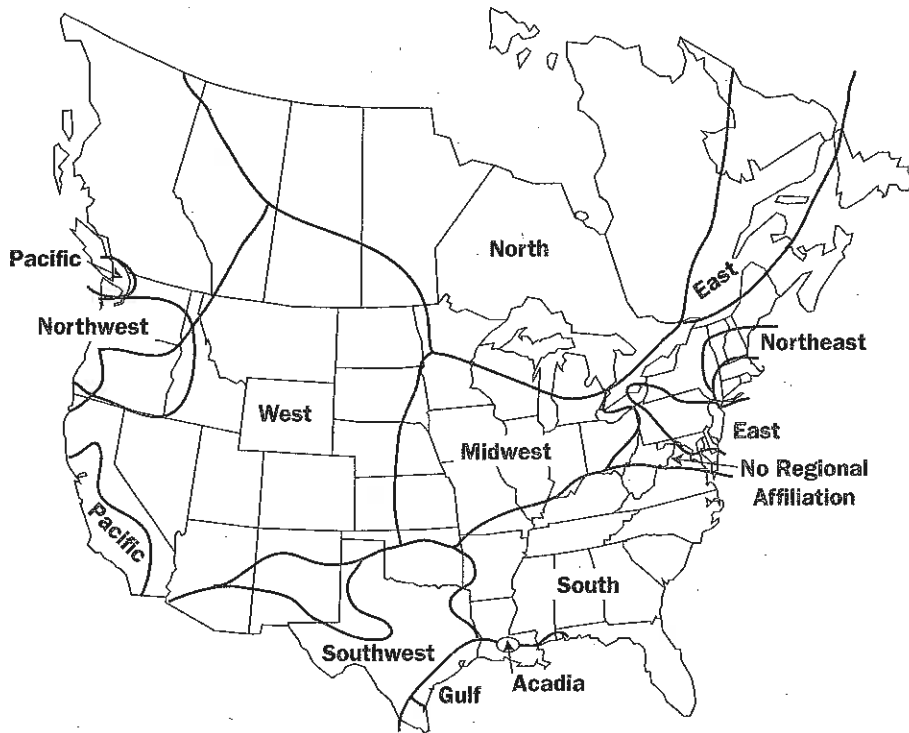 North
Pacific
East
Northwest
Northeast
West
Midwest
East
No Regional
Affiliation
Pacific
South
Southwest
Gulf
Acadia